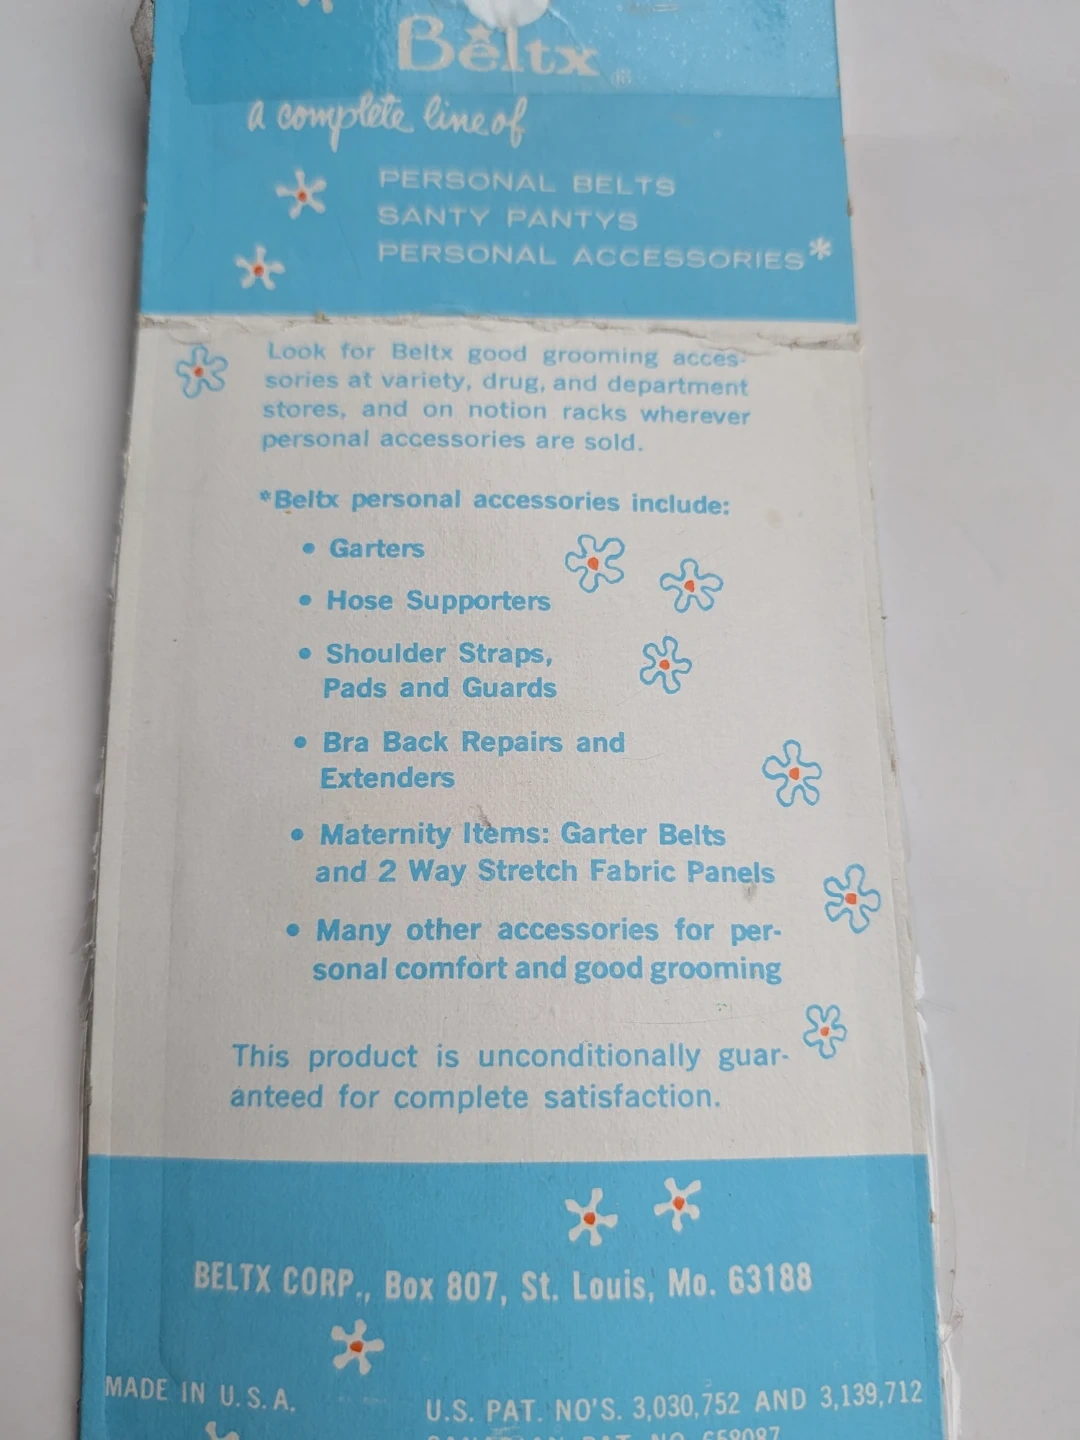 Beltx ®
a complete line of
PERSONAL BELTS
SANTY PANTYS
PERSONAL ACCESSORIES*
Look for Beltx good grooming acces-
sories at variety, drug, and department
stores, and on notion racks wherever
personal accessories are sold.
*Beltx personal accessories include:
• Garters
• Hose Supporters
• Shoulder Straps,
Pads and Guards
• Bra Back Repairs and
Extenders
• Maternity Items: Garter Belts
and 2 Way Stretch Fabric Panels
• Many other accessories for per-
sonal comfort and good grooming
This product is unconditionally guar-
anteed for complete satisfaction.
BELTX CORP., Box 807, St. Louis, Mo. 63188
MADE IN U.S.A.
U.S. PAT. NO'S. 3,030,752 AND 3,139,712